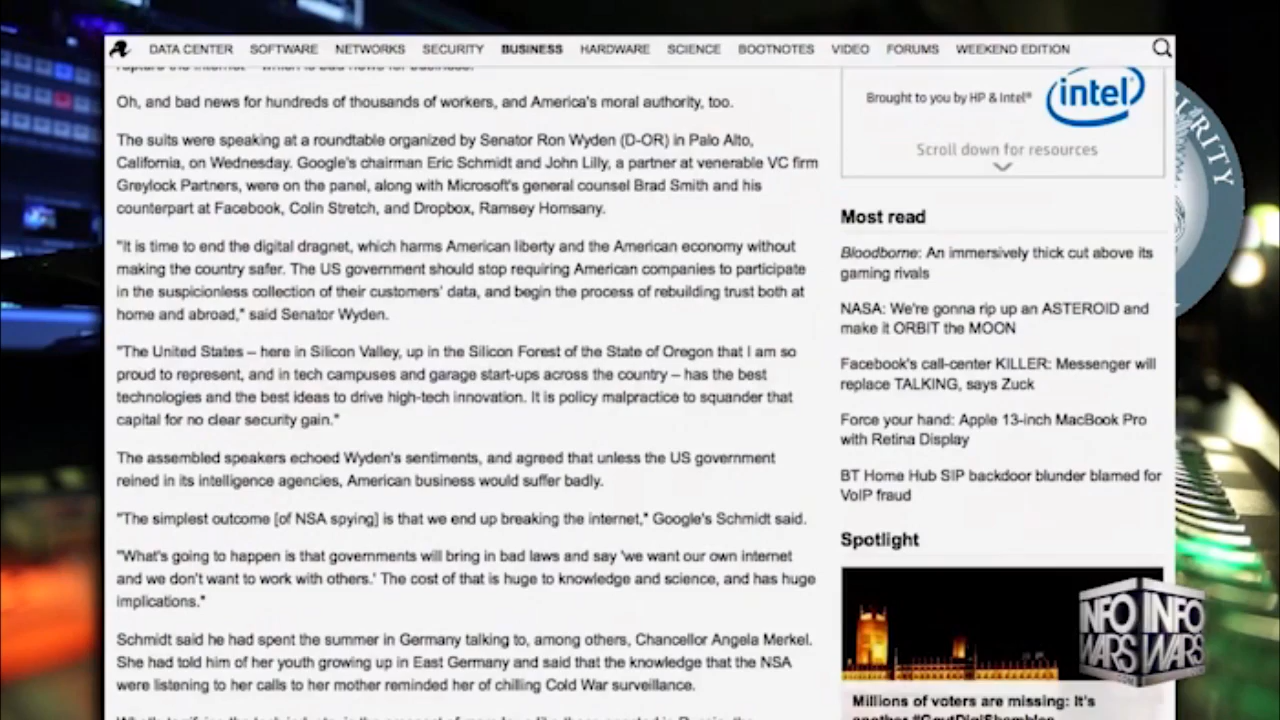 DATA CENTER SOFTWARE NETWORKS SECURITY BUSINESS HARDWARE SCIENCE BOOTNOTES VIDEO FORUMS WEEKEND EDITION
Oh, and bad news for hundreds of thousands of workers, and America's moral authority, too.
The suits were speaking at a roundtable organized by Senator Ron Wyden (D-OR) in Palo Alto,
California, on Wednesday. Google's chairman Eric Schmidt and John Lilly, a partner at venerable VC firm
Greylock Partners, were on the panel, along with Microsoft's general counsel Brad Smith and his
counterpart at Facebook, Colin Stretch, and Dropbox, Ramsey Homsany.
"It is time to end the digital dragnet, which harms American liberty and the American economy without
making the country safer. The US government should stop requiring American companies to participate
in the suspicionless collection of their customers' data, and begin the process of rebuilding trust both at
home and abroad," said Senator Wyden.
"The United States – here in Silicon Valley, up in the Silicon Forest of the State of Oregon that I am so
proud to represent, and in tech campuses and garage start-ups across the country – has the best
technologies and the best ideas to drive high-tech innovation. It is policy malpractice to squander that
capital for no clear security gain."
The assembled speakers echoed Wyden's sentiments, and agreed that unless the US government
reined in its intelligence agencies, American business would suffer badly.
"The simplest outcome [of NSA spying] is that we end up breaking the internet," Google's Schmidt said.
"What's going to happen is that governments will bring in bad laws and say 'we want our own internet
and we don't want to work with others.' The cost of that is huge to knowledge and science, and has huge
implications."
Schmidt said he had spent the summer in Germany talking to, among others, Chancellor Angela Merkel.
She had told him of her youth growing up in East Germany and said that the knowledge that the NSA
were listening to her calls to her mother reminded her of chilling Cold War surveillance.
Brought to you by HP & Intel®
intel
Scroll down for resources
Most read
Bloodborne: An immersively thick cut above its
gaming rivals
NASA: We're gonna rip up an ASTEROID and
make it ORBIT the MOON
Facebook's call-center KILLER: Messenger will
replace TALKING, says Zuck
Force your hand: Apple 13-inch MacBook Pro
with Retina Display
BT Home Hub SIP backdoor blunder blamed for
VoIP fraud
Spotlight
Millions of voters are missing: It's
INFO INFO
WARS WARS
URITY